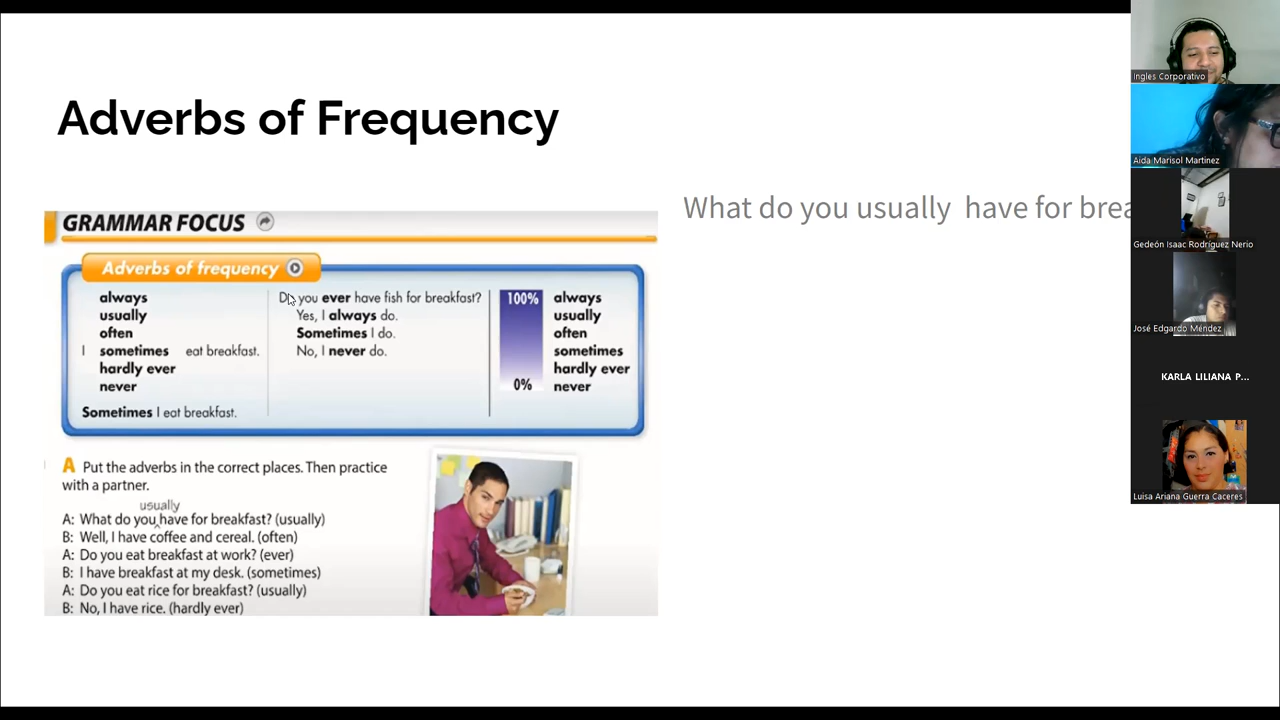 Adverbs of Frequency
What do you usually have for brea
GRAMMAR FOCUS
Adverbs of frequency
always
usually
often
I sometimes eat breakfast.
hardly ever
never
Sometimes I eat breakfast.
Do you ever have fish for breakfast?
Yes, I always do.
Sometimes I do.
No, I never do.
100%
0%
always
usually
often
sometimes
hardly ever
never
A Put the adverbs in the correct places. Then practice
with a partner.
usually
A: What do you ^ have for breakfast? (usually)
B: Well, I have coffee and cereal. (often)
A: Do you eat breakfast at work? (ever)
B: I have breakfast at my desk. (sometimes)
A: Do you eat rice for breakfast? (usually)
B: No, I have rice. (hardly ever)
Ingles Corporativo
Aida Marisol Martinez
Gedeón Isaac Rodríguez Nerio
José Edgardo Méndez
KARLA LILIANA P...
Luisa Ariana Guerra Caceres